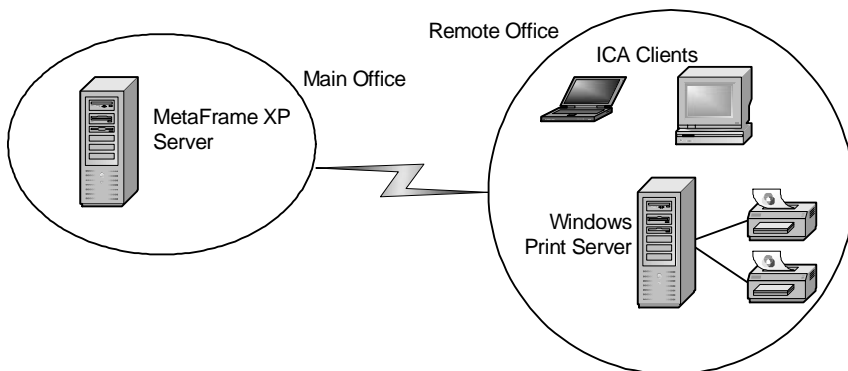 Remote Office
ICA Clients
Main Office
MetaFrame XP
Server
Windows
Print Server